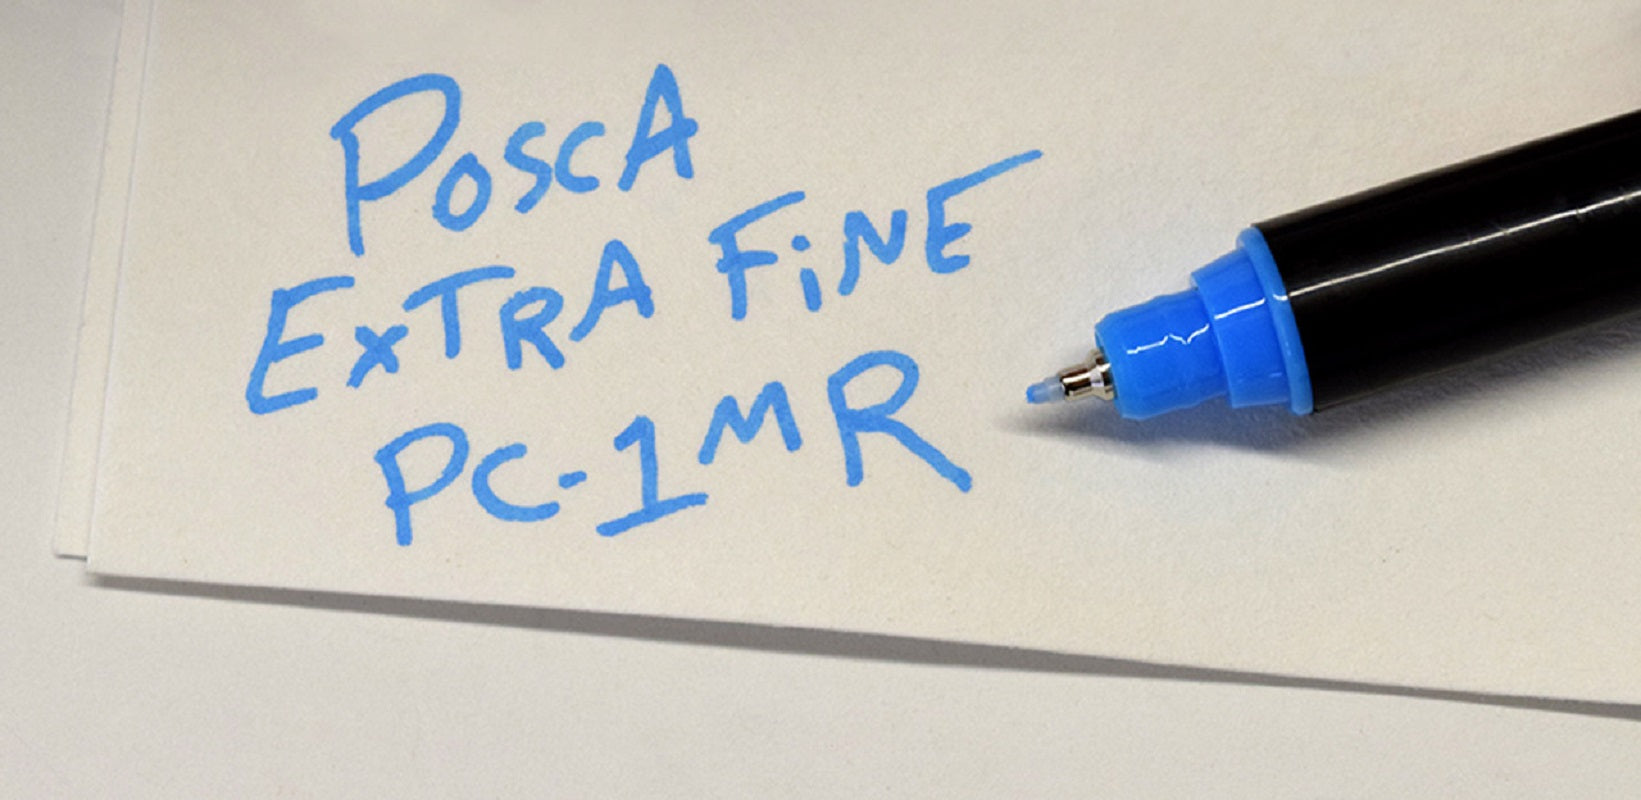 POSCA
EXTRA FiNE
PC-1MR